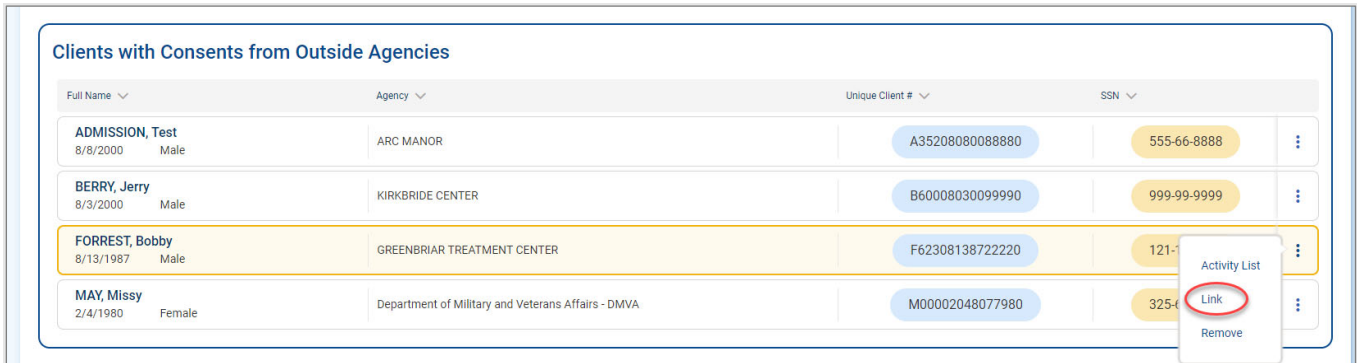 Clients with Consents from Outside Agencies
Full Name Agency Unique Client # SSN
ADMISSION, Test
8/8/2000 Male ARC MANOR A35208080088880 555-66-8888
BERRY, Jerry
8/3/2000 Male KIRKBRIDE CENTER B60008030099990 999-99-9999
FORREST, Bobby
8/13/1987 Male GREENBRIAR TREATMENT CENTER F62308138722220 121-
Activity List
MAY, Missy
2/4/1980 Female Department of Military and Veterans Affairs - DMVA M00002048077980 325-
Link
Remove